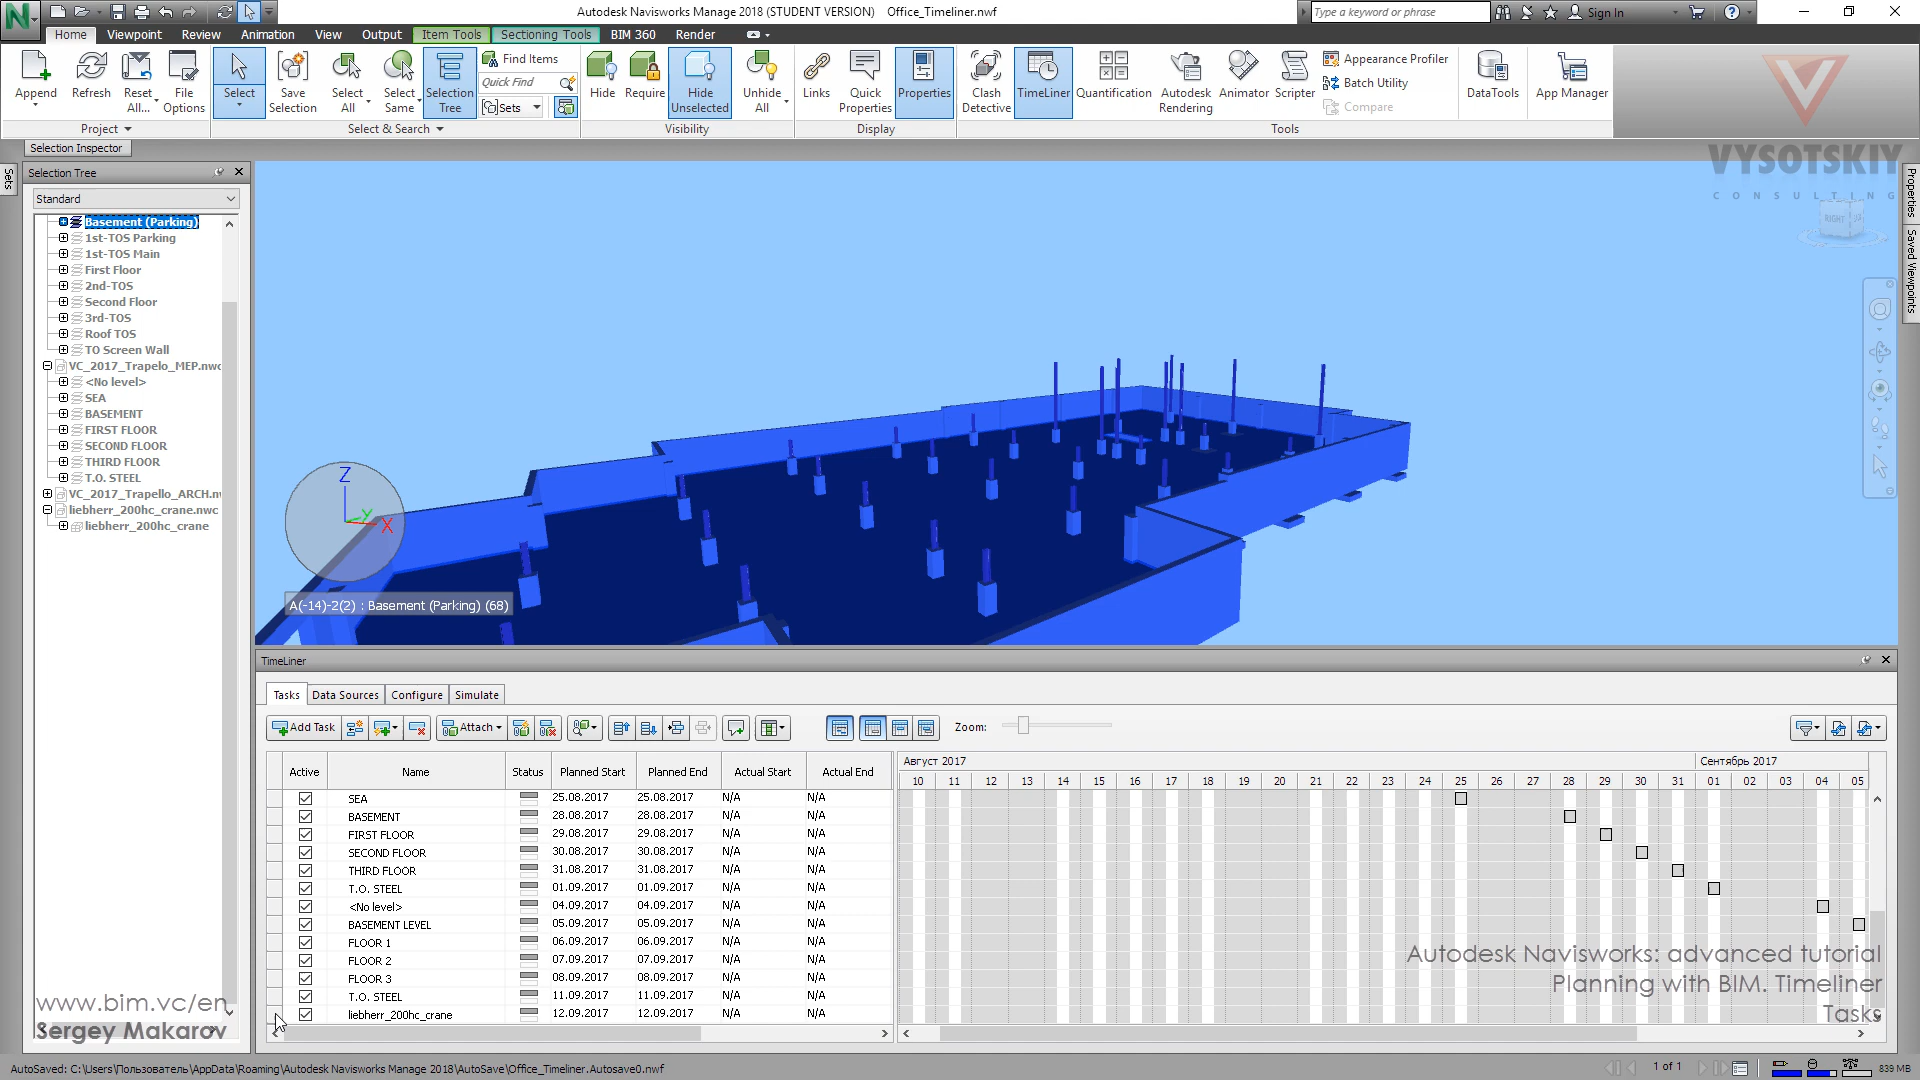 Autodesk Navisworks Manage 2018 (STUDENT VERSION) Office_Timeliner.nwf
Type a keyword or phrase
Sign In
Home Viewpoint Review Animation View Output Item Tools Sectioning Tools BIM 360 Render
Append
Refresh
Reset All...
File Options
Project
Select
Save Selection
Select All
Select Same
Selection Tree
Find Items
Quick Find
Sets
Select & Search
Hide
Require
Hide Unselected
Unhide All
Visibility
Links
Quick Properties
Properties
Display
Clash Detective
TimeLiner
Quantification
Autodesk Rendering
Animator
Scripter
Appearance Profiler
Batch Utility
Compare
Tools
DataTools
App Manager
VYSOTSKIY
CONSULTING
Selection Inspector
Sets
Selection Tree
Standard
Basement (Parking)
1st-TOS Parking
1st-TOS Main
First Floor
2nd-TOS
Second Floor
3rd-TOS
Roof TOS
TO Screen Wall
VC_2017_Trapelo_MEP.nwc
<No level>
SEA
BASEMENT
FIRST FLOOR
SECOND FLOOR
THIRD FLOOR
T.O. STEEL
VC_2017_Trapello_ARCH.n
liebherr_200hc_crane.nwc
liebherr_200hc_crane
RIGHT
Properties
Saved Viewpoints
Z
Y
X
A(-14)-2(2) : Basement (Parking) (68)
TimeLiner
Tasks Data Sources Configure Simulate
Add Task
Attach
Zoom:
Active Name Status Planned Start Planned End Actual Start Actual End
Август 2017 Сентябрь 2017
10 11 12 13 14 15 16 17 18 19 20 21 22 23 24 25 26 27 28 29 30 31 01 02 03 04 05
SEA 25.08.2017 25.08.2017 N/A N/A
BASEMENT 28.08.2017 28.08.2017 N/A N/A
FIRST FLOOR 29.08.2017 29.08.2017 N/A N/A
SECOND FLOOR 30.08.2017 30.08.2017 N/A N/A
THIRD FLOOR 31.08.2017 31.08.2017 N/A N/A
T.O. STEEL 01.09.2017 01.09.2017 N/A N/A
<No level> 04.09.2017 04.09.2017 N/A N/A
BASEMENT LEVEL 05.09.2017 05.09.2017 N/A N/A
FLOOR 1 06.09.2017 06.09.2017 N/A N/A
FLOOR 2 07.09.2017 07.09.2017 N/A N/A
FLOOR 3 08.09.2017 08.09.2017 N/A N/A
T.O. STEEL 11.09.2017 11.09.2017 N/A N/A
liebherr_200hc_crane 12.09.2017 12.09.2017 N/A N/A
Autodesk Navisworks: advanced tutorial
Planning with BIM. Timeliner
Tasks
www.bim.vc/en
Sergey Makarov
AutoSaved: C:\Users\Пользователь\AppData\Roaming\Autodesk Navisworks Manage 2018\AutoSave\Office_Timeliner.Autosave0.nwf
1 of 1
839 MB